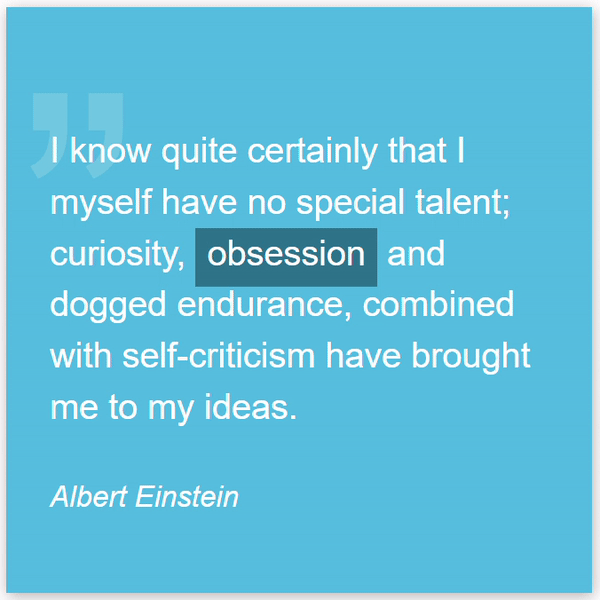 ”
I know quite certainly that I
myself have no special talent;
curiosity, obsession and
dogged endurance, combined
with self-criticism have brought
me to my ideas.
Albert Einstein